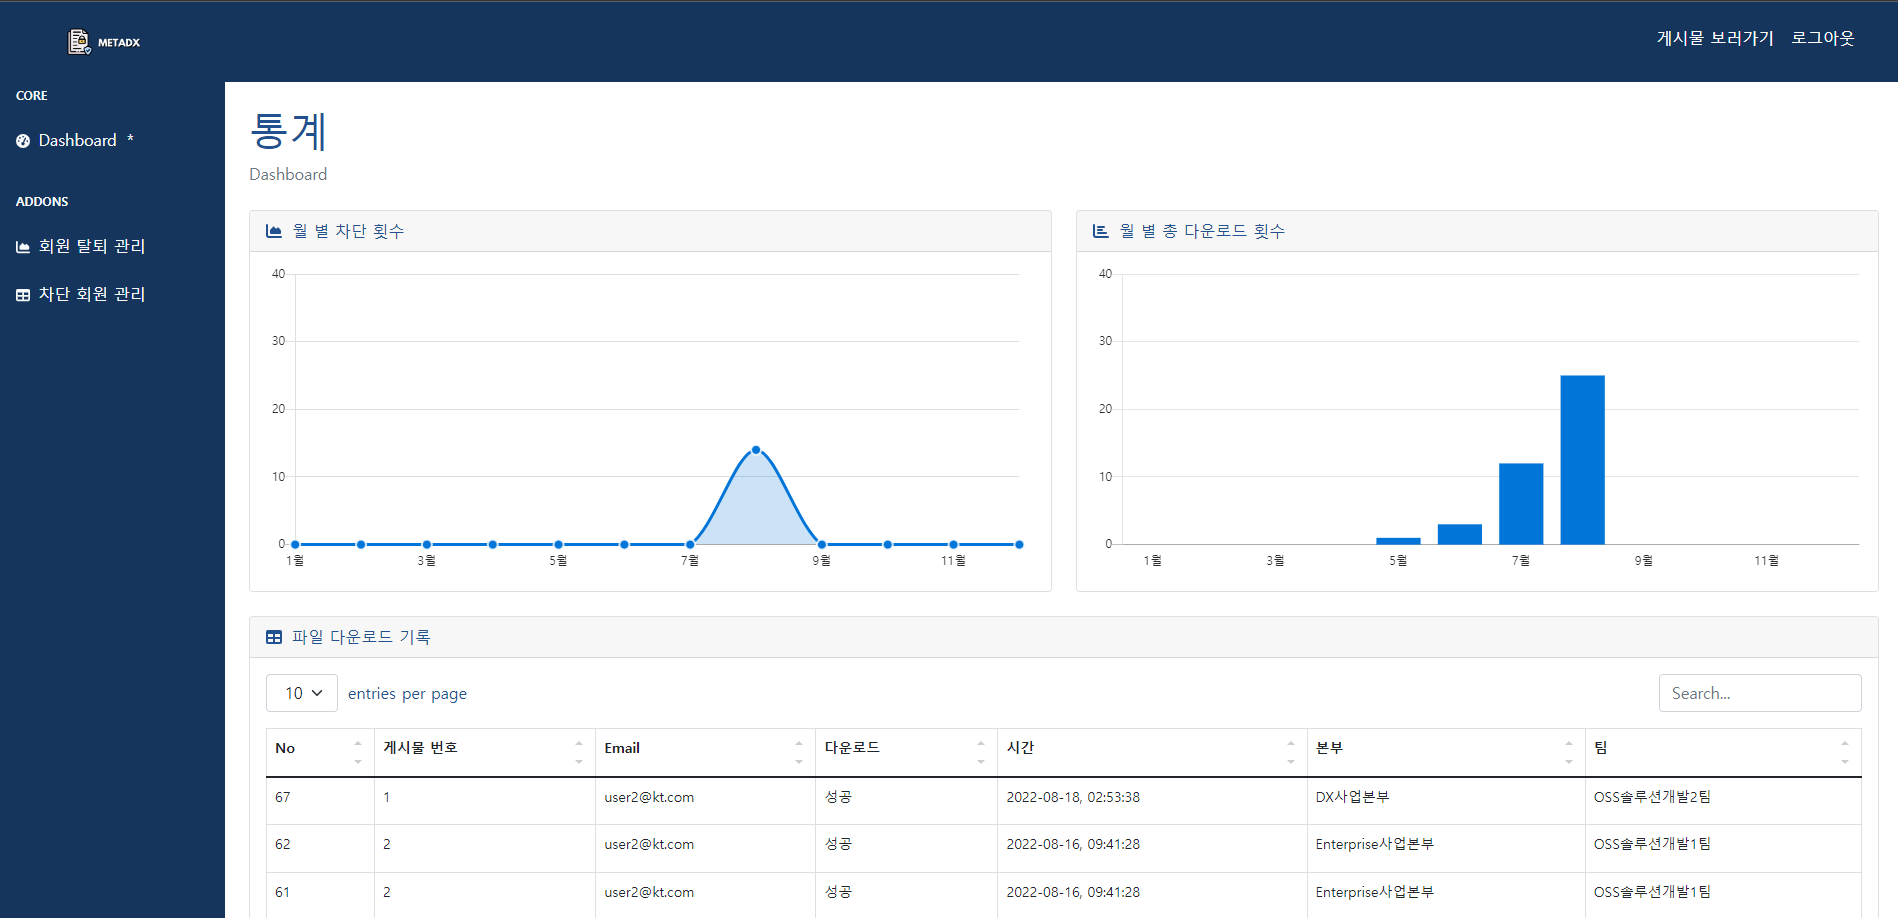 METADX
게시물 보러가기 로그아웃
CORE
Dashboard *
ADDONS
회원 탈퇴 관리
차단 회원 관리
통계
Dashboard
월 별 차단 횟수
40
30
20
10
0
1월 3월 5월 7월 9월 11월
월 별 총 다운로드 횟수
40
30
20
10
0
1월 3월 5월 7월 9월 11월
파일 다운로드 기록
10 entries per page
Search...
No 게시물 번호 Email 다운로드 시간 본부 팀
67 1 user2@kt.com 성공 2022-08-18, 02:53:38 DX사업본부 OSS솔루션개발2팀
62 2 user2@kt.com 성공 2022-08-16, 09:41:28 Enterprise사업본부 OSS솔루션개발1팀
61 2 user2@kt.com 성공 2022-08-16, 09:41:28 Enterprise사업본부 OSS솔루션개발1팀